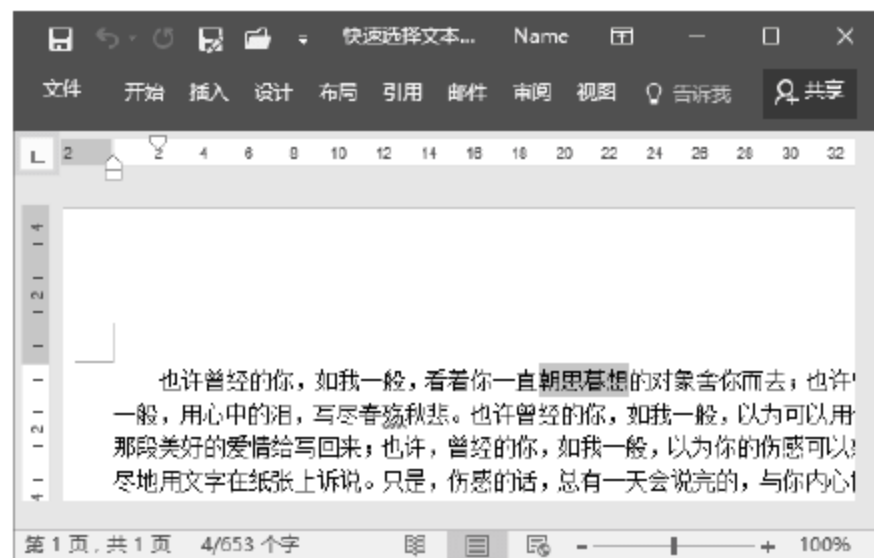 快速选择文本... Name
文件 开始 插入 设计 布局 引用 邮件 审阅 视图 告诉我 共享
L 2 2 4 6 8 10 12 14 16 18 20 22 24 26 28 30 32
4
2
2
4
也许曾经的你，如我一般，看着你一直朝思暮想的对象舍你而去；也许
一般，用心中的泪，写尽春殇秋悲。也许曾经的你，如我一般，以为可以用
那段美好的爱情给写回来；也许，曾经的你，如我一般，以为你的伤感可以
尽地用文字在纸张上诉说。只是，伤感的话，总有一天会说完的，与你内心
第 1 页，共 1 页 4/653 个字 100%